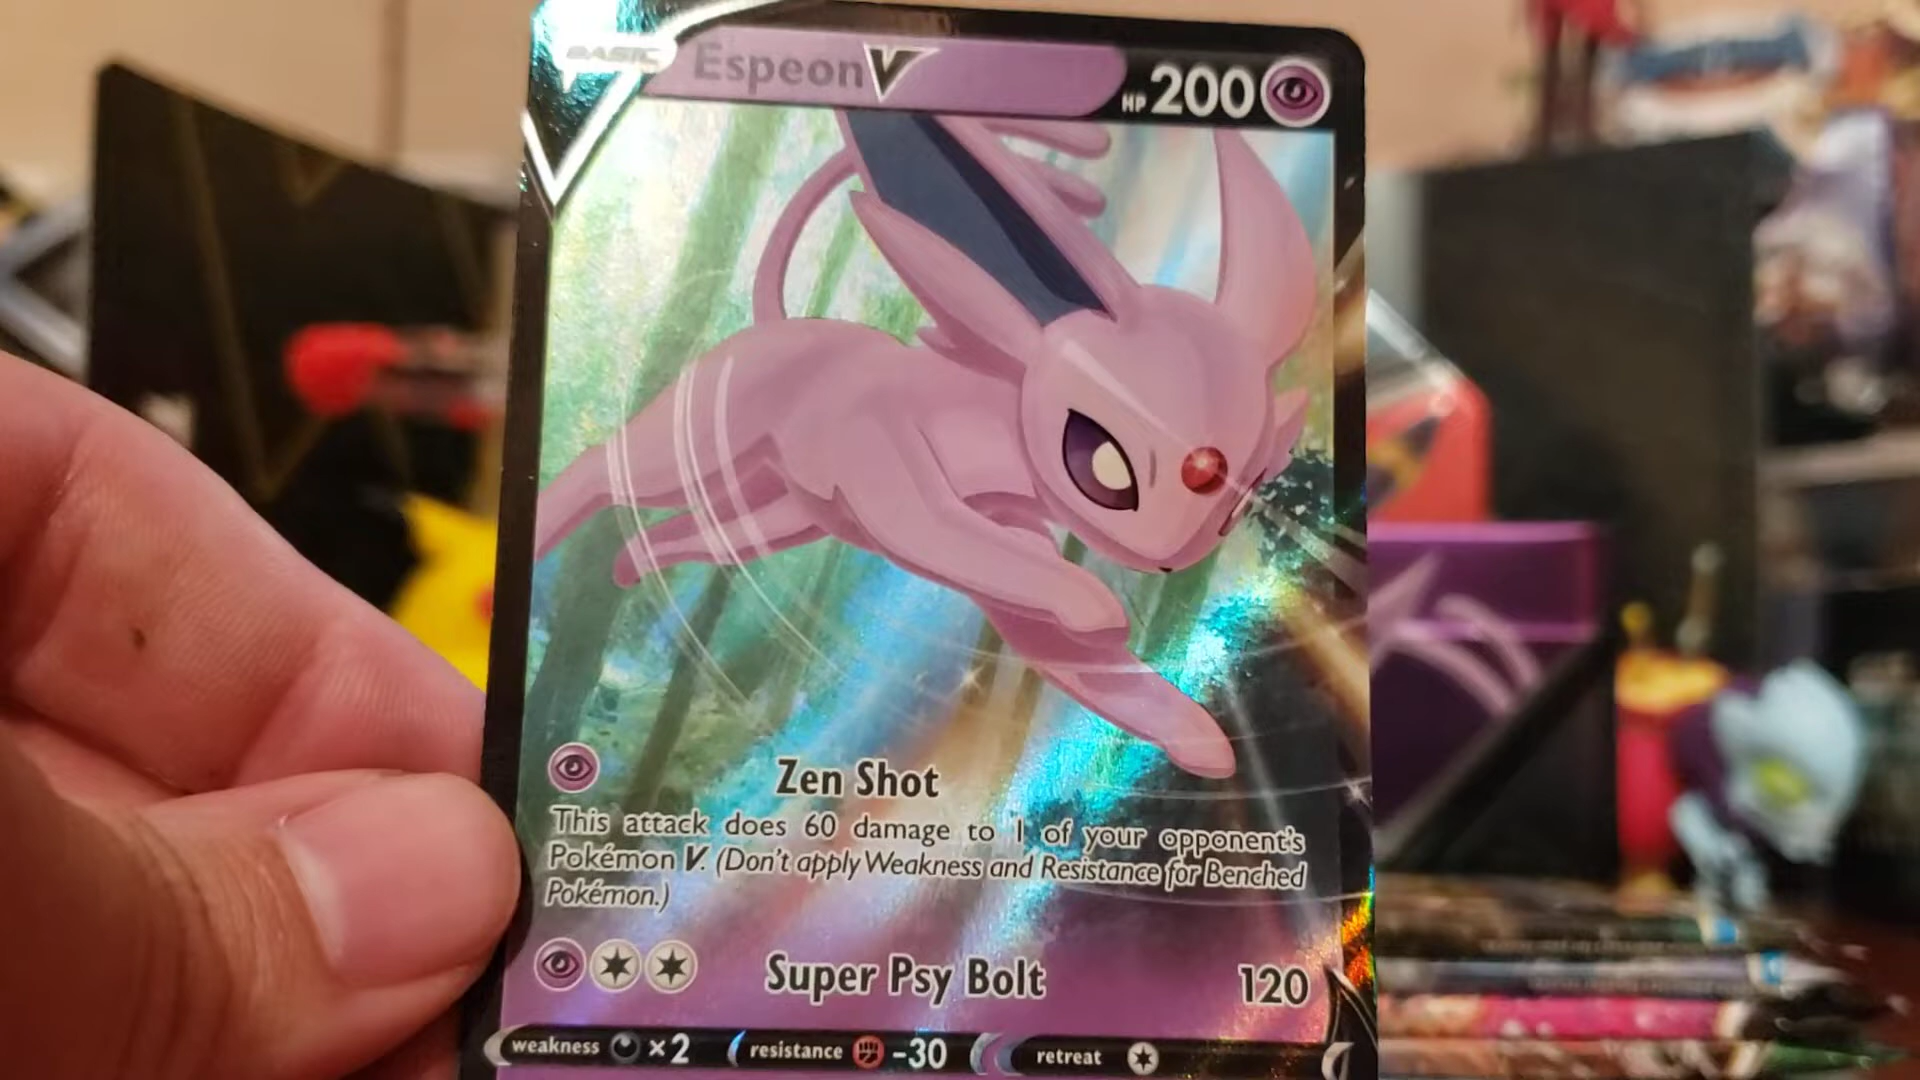 BASIC Espeon V HP 200
Zen Shot
This attack does 60 damage to 1 of your opponent's
Pokémon V. (Don't apply Weakness and Resistance for Benched
Pokémon.)
Super Psy Bolt 120
weakness ×2 resistance -30 retreat